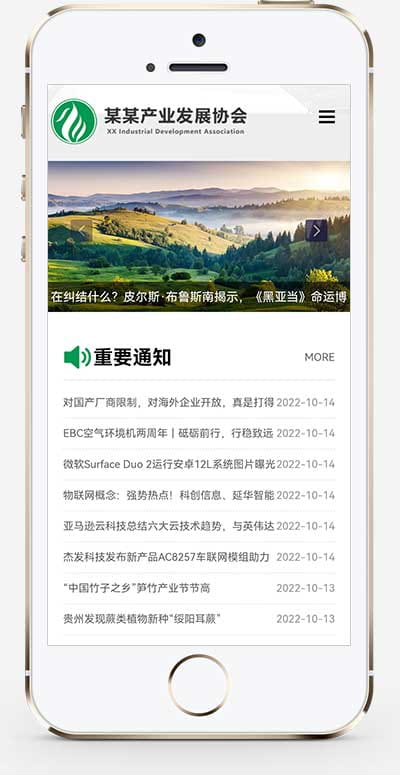 某某产业发展协会
XX Industrial Development Association
在纠结什么？皮尔斯·布鲁斯南揭示，《黑亚当》命运博
重要通知 MORE
对国产厂商限制，对海外企业开放，真是打得 2022-10-14
EBC空气环境机两周年｜砥砺前行，行稳致远 2022-10-14
微软Surface Duo 2运行安卓12L系统图片曝光 2022-10-14
物联网概念：强势热点！科创信息、延华智能 2022-10-14
亚马逊云科技总结六大云技术趋势，与英伟达 2022-10-14
杰发科技发布新产品AC8257车联网模组助力 2022-10-14
“中国竹子之乡”笋竹产业节节高 2022-10-13
贵州发现蕨类植物新种“绥阳耳蕨” 2022-10-13